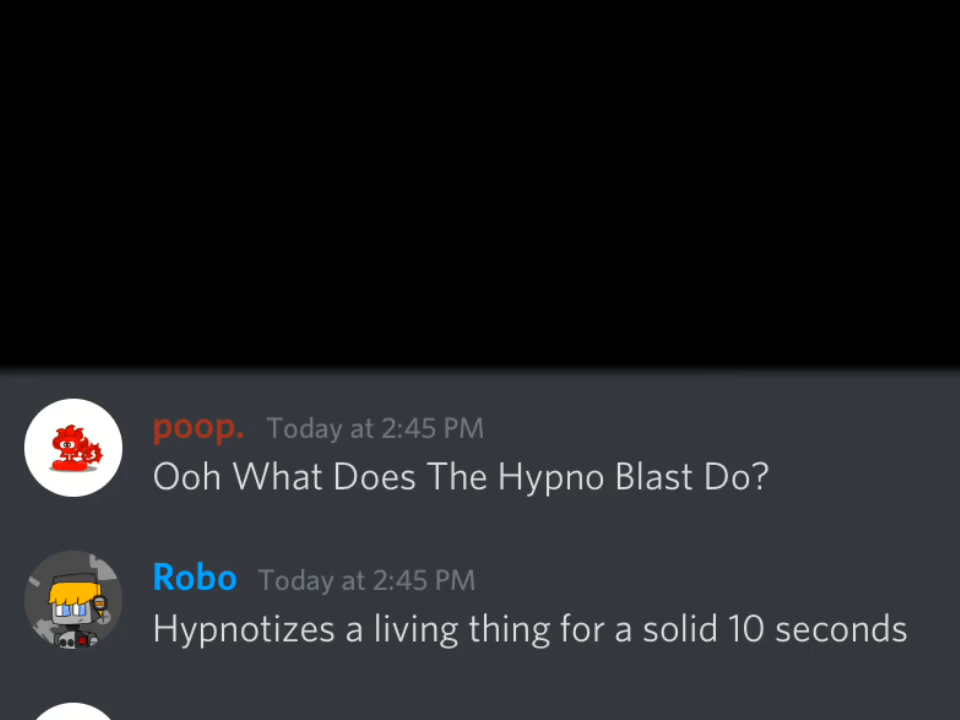 poop. Today at 2:45 PM
Ooh What Does The Hypno Blast Do?
Robo Today at 2:45 PM
Hypnotizes a living thing for a solid 10 seconds